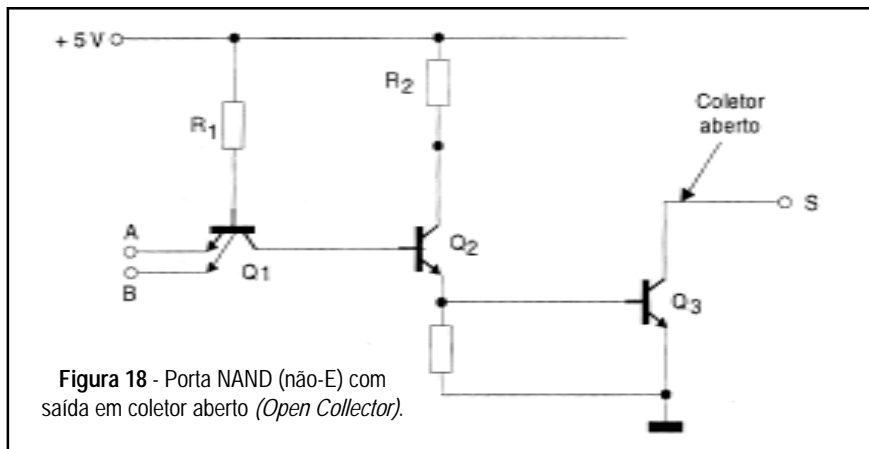 + 5 V
R2
R1
Coletor
aberto
S
A
B
Q1
Q2
Q3
Figura 18 - Porta NAND (não-E) com
saída em coletor aberto (Open Collector).